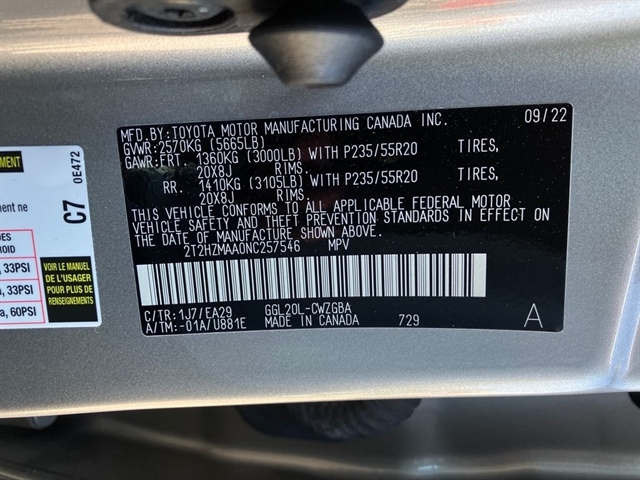 MFD.BY:TOYOTA MOTOR MANUFACTURING CANADA INC. 09/22
GVWR:2570KG (5665LB)
GAWR:FRT. 1360KG (3000LB) WITH P235/55R20 TIRES,
20X8J RIMS.
RR. 1410KG (3105LB) WITH P235/55R20 TIRES,
20X8J RIMS.
THIS VEHICLE CONFORMS TO ALL APPLICABLE FEDERAL MOTOR
VEHICLE SAFETY AND THEFT PREVENTION STANDARDS IN EFFECT ON
THE DATE OF MANUFACTURE SHOWN ABOVE.
2T2HZMAA0NC257546 MPV
C/TR:1J7/EA29 GGL20L-CWZGBA
A/TM:-01A/U881E MADE IN CANADA 729
A
0E472
C7
ne
, 33PSI
, 33PSI
a, 60PSI
VOIR LE MANUEL
DE L'USAGER
POUR PLUS DE
RENSEIGNEMENTS